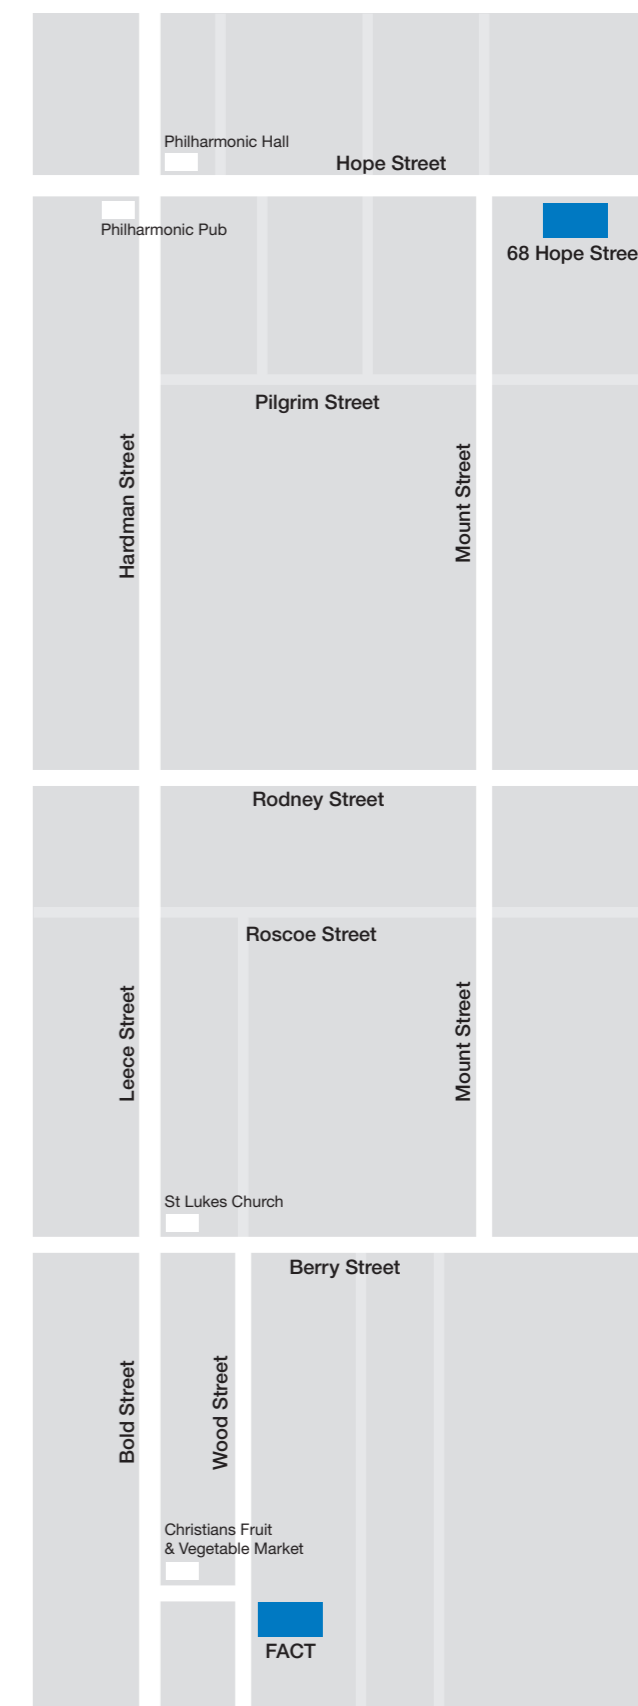 Philharmonic Hall
Hope Street
Philharmonic Pub
68 Hope Stree
Pilgrim Street
Hardman Street
Mount Street
Rodney Street
Roscoe Street
Leece Street
Mount Street
St Lukes Church
Berry Street
Bold Street
Wood Street
Christians Fruit
& Vegetable Market
FACT